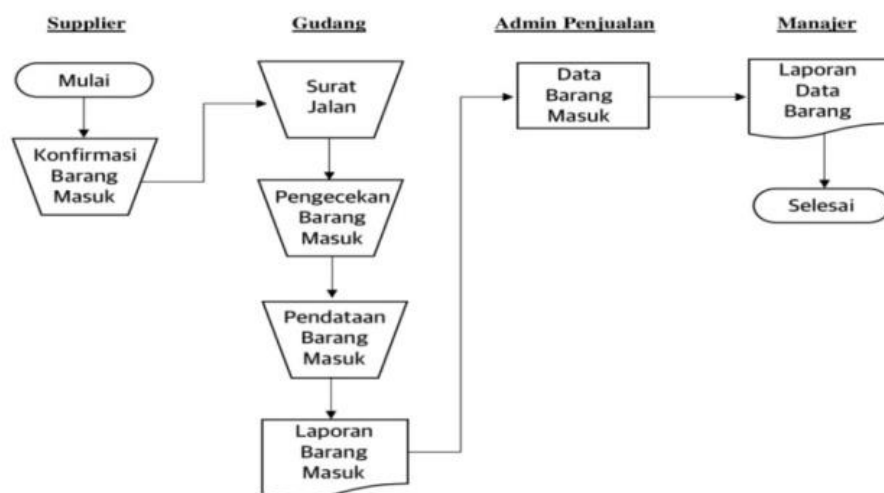 Supplier
Gudang
Admin Penjualan
Manajer
Mulai
Konfirmasi
Barang
Masuk
Surat
Jalan
Pengecekan
Barang
Masuk
Pendataan
Barang
Masuk
Laporan
Barang
Masuk
Data
Barang
Masuk
Laporan
Data
Barang
Selesai